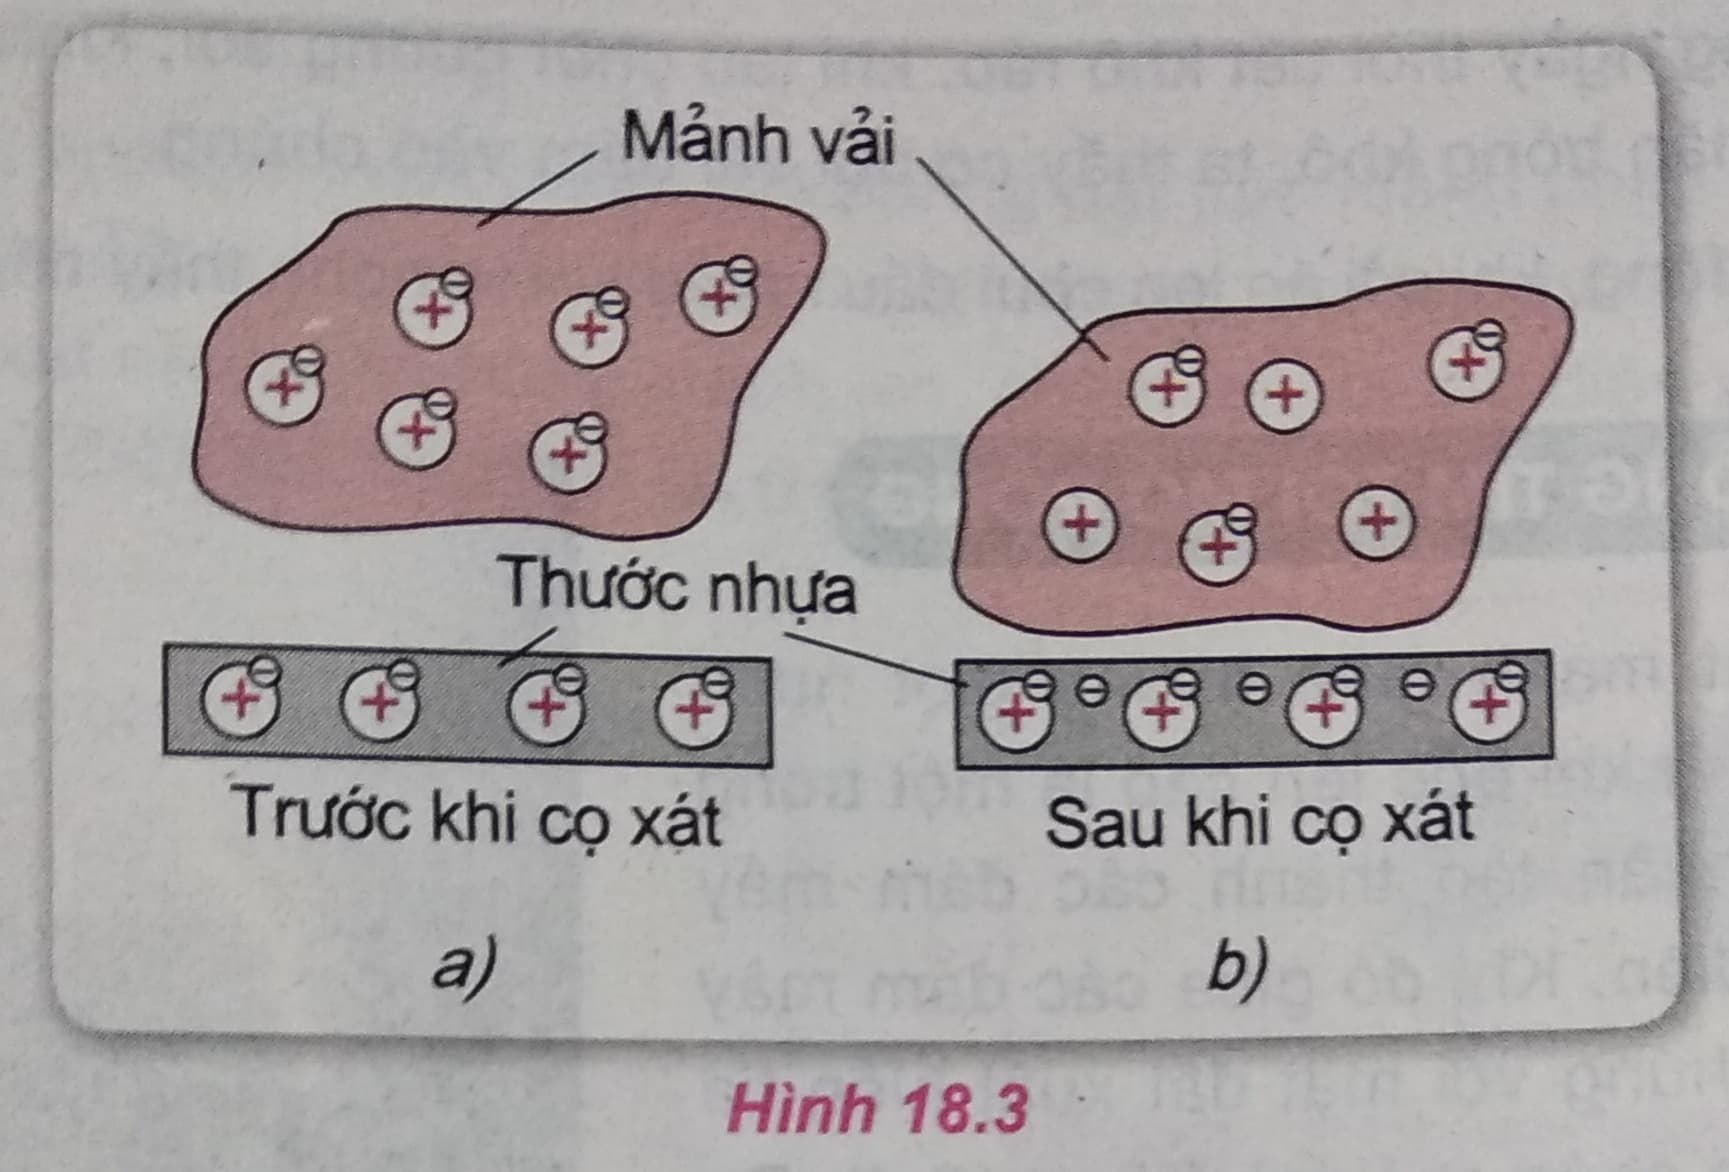 Mảnh vải
Thước nhựa
Trước khi cọ xát
Sau khi cọ xát
a)
b)
Hình 18.3